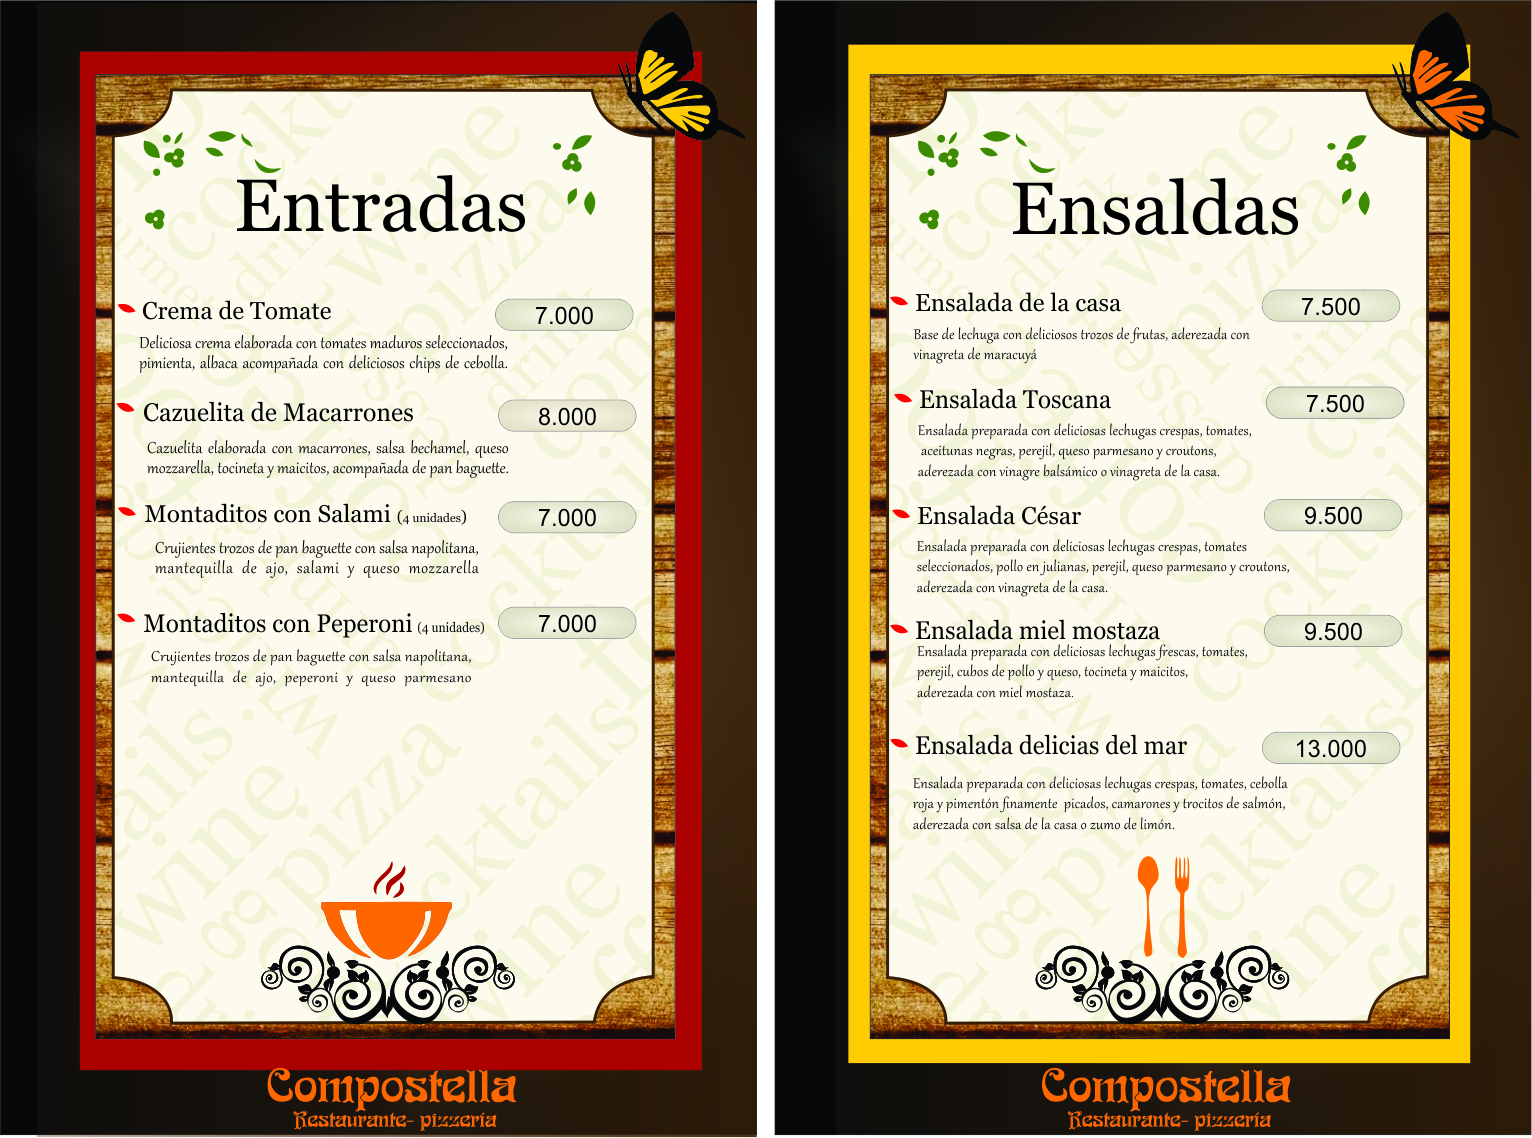 Entradas
Crema de Tomate 7.000
Deliciosa crema elaborada con tomates maduros seleccionados,
pimienta, albaca acompañada con deliciosos chips de cebolla.
Cazuelita de Macarrones 8.000
Cazuelita elaborada con macarrones, salsa bechamel, queso
mozzarella, tocineta y maicitos, acompañada de pan baguette.
Montaditos con Salami (4 unidades) 7.000
Crujientes trozos de pan baguette con salsa napolitana,
mantequilla de ajo, salami y queso mozzarella
Montaditos con Peperoni (4 unidades) 7.000
Crujientes trozos de pan baguette con salsa napolitana,
mantequilla de ajo, peperoni y queso parmesano
Compostella
Restaurante- pizzería
Ensaldas
Ensalada de la casa 7.500
Base de lechuga con deliciosos trozos de frutas, aderezada con
vinagreta de maracuyá
Ensalada Toscana 7.500
Ensalada preparada con deliciosas lechugas crespas, tomates,
aceitunas negras, perejil, queso parmesano y croutons,
aderezada con vinagre balsámico o vinagreta de la casa.
Ensalada César 9.500
Ensalada preparada con deliciosas lechugas crespas, tomates
seleccionados, pollo en julianas, perejil, queso parmesano y croutons,
aderezada con vinagreta de la casa.
Ensalada miel mostaza 9.500
Ensalada preparada con deliciosas lechugas frescas, tomates,
perejil, cubos de pollo y queso, tocineta y maicitos,
aderezada con miel mostaza.
Ensalada delicias del mar 13.000
Ensalada preparada con deliciosas lechugas crespas, tomates, cebolla
roja y pimentón finamente picados, camarones y trocitos de salmón,
aderezada con salsa de la casa o zumo de limón.
Compostella
Restaurante- pizzería